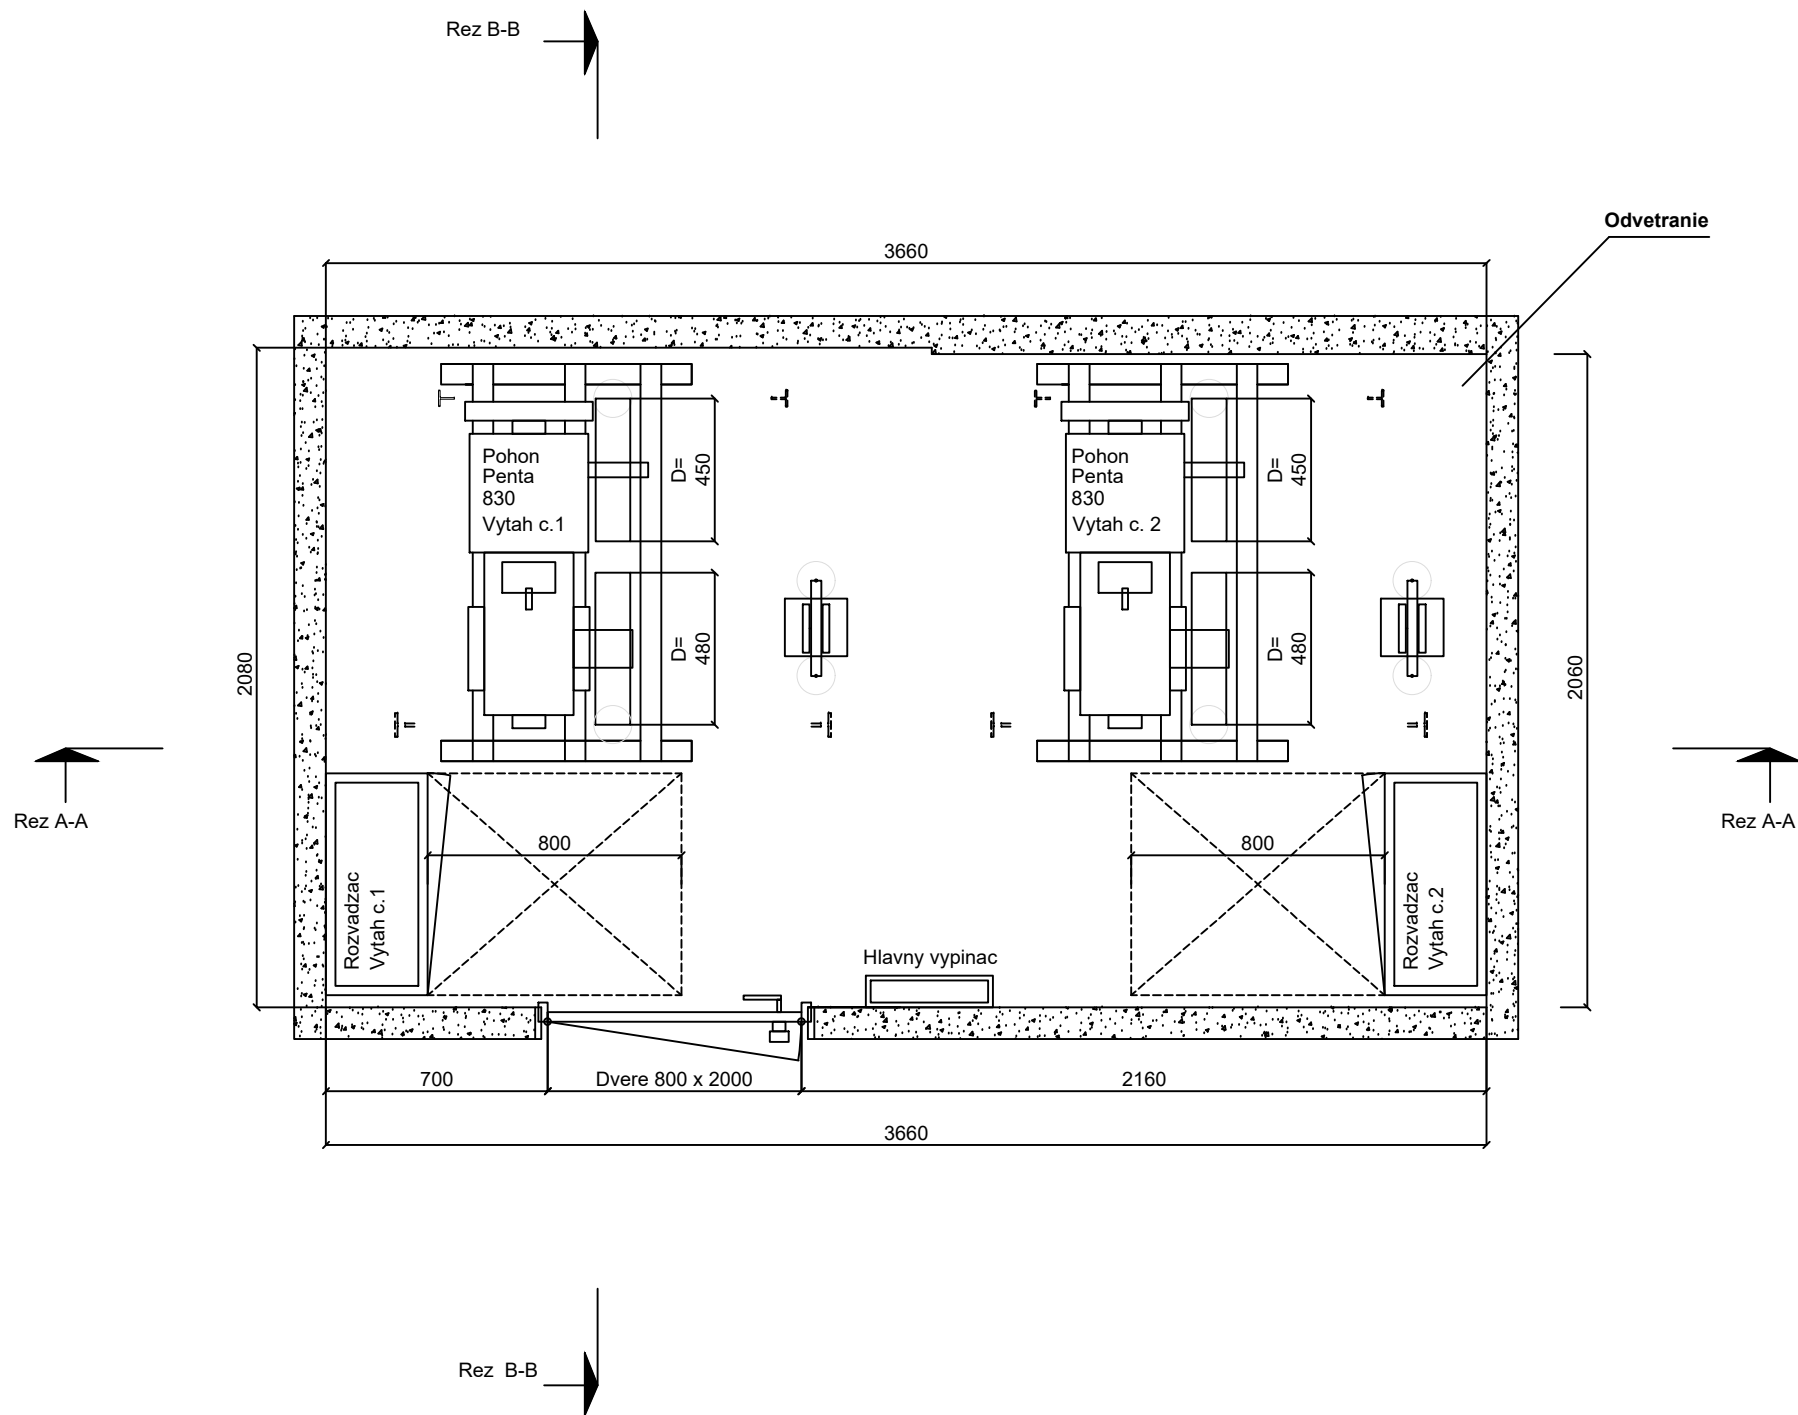 Rez B-B
Odvetranie
3660
Pohon
Penta
830
Vytah c.1
D=
450
Pohon
Penta
830
Vytah c. 2
D=
450
D=
480
D=
480
2080
2060
Rez A-A
Rez A-A
800
800
Rozvadzac
Vytah c.1
Rozvadzac
Vytah c.2
Hlavny vypinac
700
Dvere 800 x 2000
2160
3660
Rez B-B